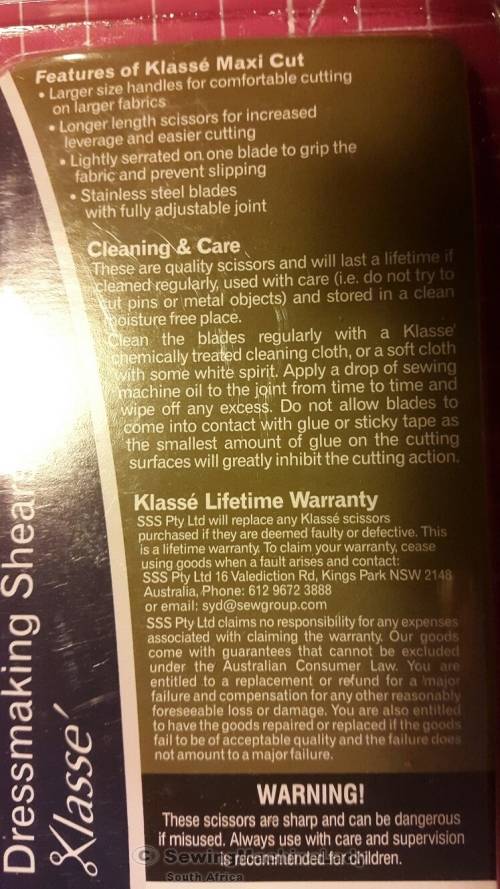 Features of Klassé Maxi Cut
• Larger size handles for comfortable cutting
on larger fabrics
• Longer length scissors for increased
leverage and easier cutting
• Lightly serrated on one blade to grip the
fabric and prevent slipping
• Stainless steel blades
with fully adjustable joint
Cleaning & Care
These are quality scissors and will last a lifetime if
cleaned regularly, used with care (i.e. do not try to
cut pins or metal objects) and stored in a clean
moisture free place.
Clean the blades regularly with a Klassé
chemically treated cleaning cloth, or a soft cloth
with some white spirit. Apply a drop of sewing
machine oil to the joint from time to time and
wipe off any excess. Do not allow blades to
come into contact with glue or sticky tape as
the smallest amount of glue on the cutting
surfaces will greatly inhibit the cutting action.
Klassé Lifetime Warranty
SSS Pty Ltd will replace any Klassé scissors
purchased if they are deemed faulty or defective. This
is a lifetime warranty. To claim your warranty, cease
using goods when a fault arises and contact:
SSS Pty Ltd 16 Valediction Rd, Kings Park NSW 2148
Australia, Phone: 612 9672 3888
or email: syd@sewgroup.com
SSS Pty Ltd claims no responsibility for any expenses
associated with claiming the warranty. Our goods
come with guarantees that cannot be excluded
under the Australian Consumer Law. You are
entitled to a replacement or refund for a major
failure and compensation for any other reasonably
foreseeable loss or damage. You are also entitled
to have the goods repaired or replaced if the goods
fail to be of acceptable quality and the failure does
not amount to a major failure.
WARNING!
These scissors are sharp and can be dangerous
if misused. Always use with care and supervision
is recommended for children.
Dressmaking Shears
Klassé
© Sewing
South Africa